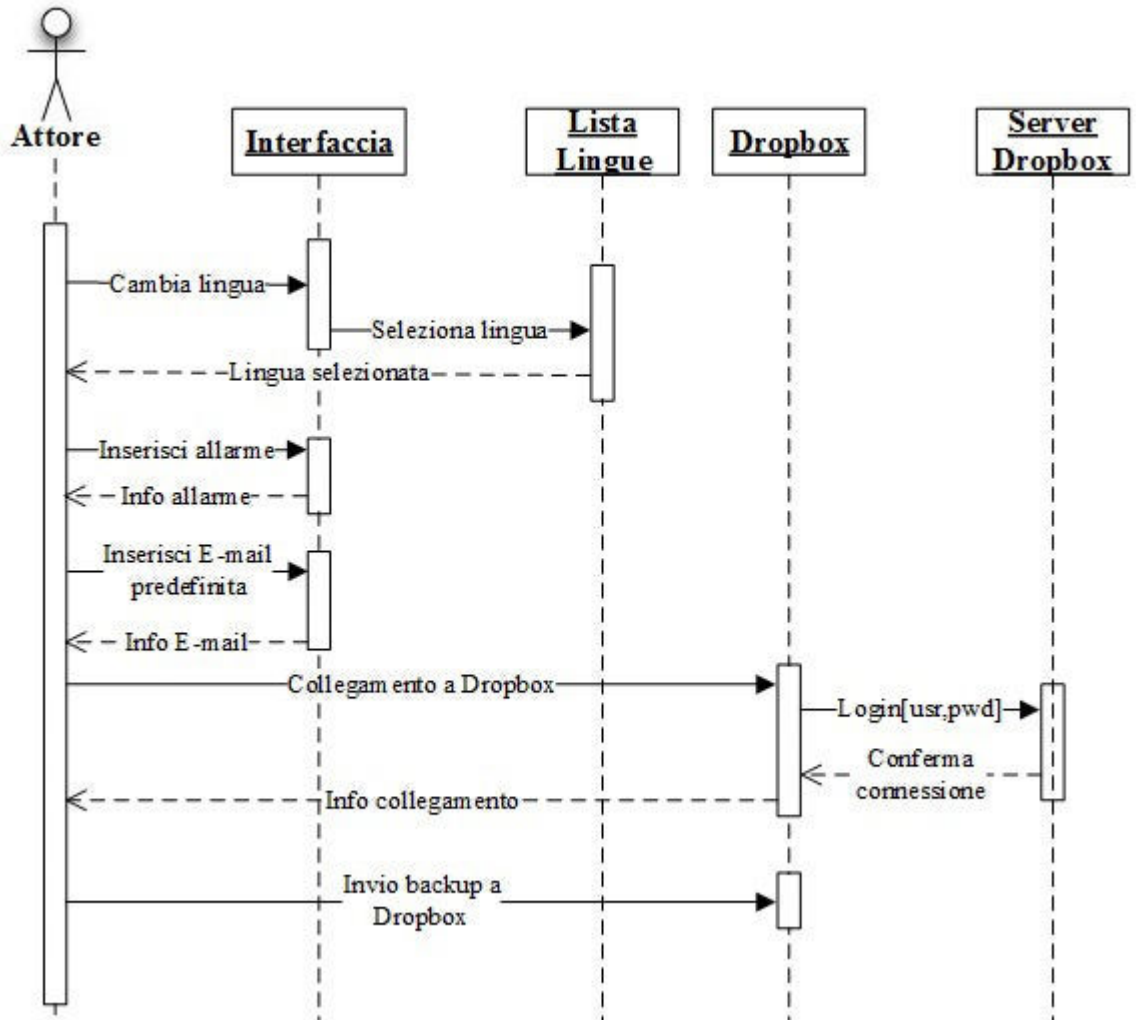 Attore
Interfaccia
Lista
Lingue
Dropbox
Server
Dropbox
Cambia lingua
Seleziona lingua
Lingua selezionata
Inserisci allarme
Info allarme
Inserisci E-mail
predefinita
Info E-mail
Collegamento a Dropbox
Login[usr,pwd]
Conferma
connessione
Info collegamento
Invio backup a
Dropbox